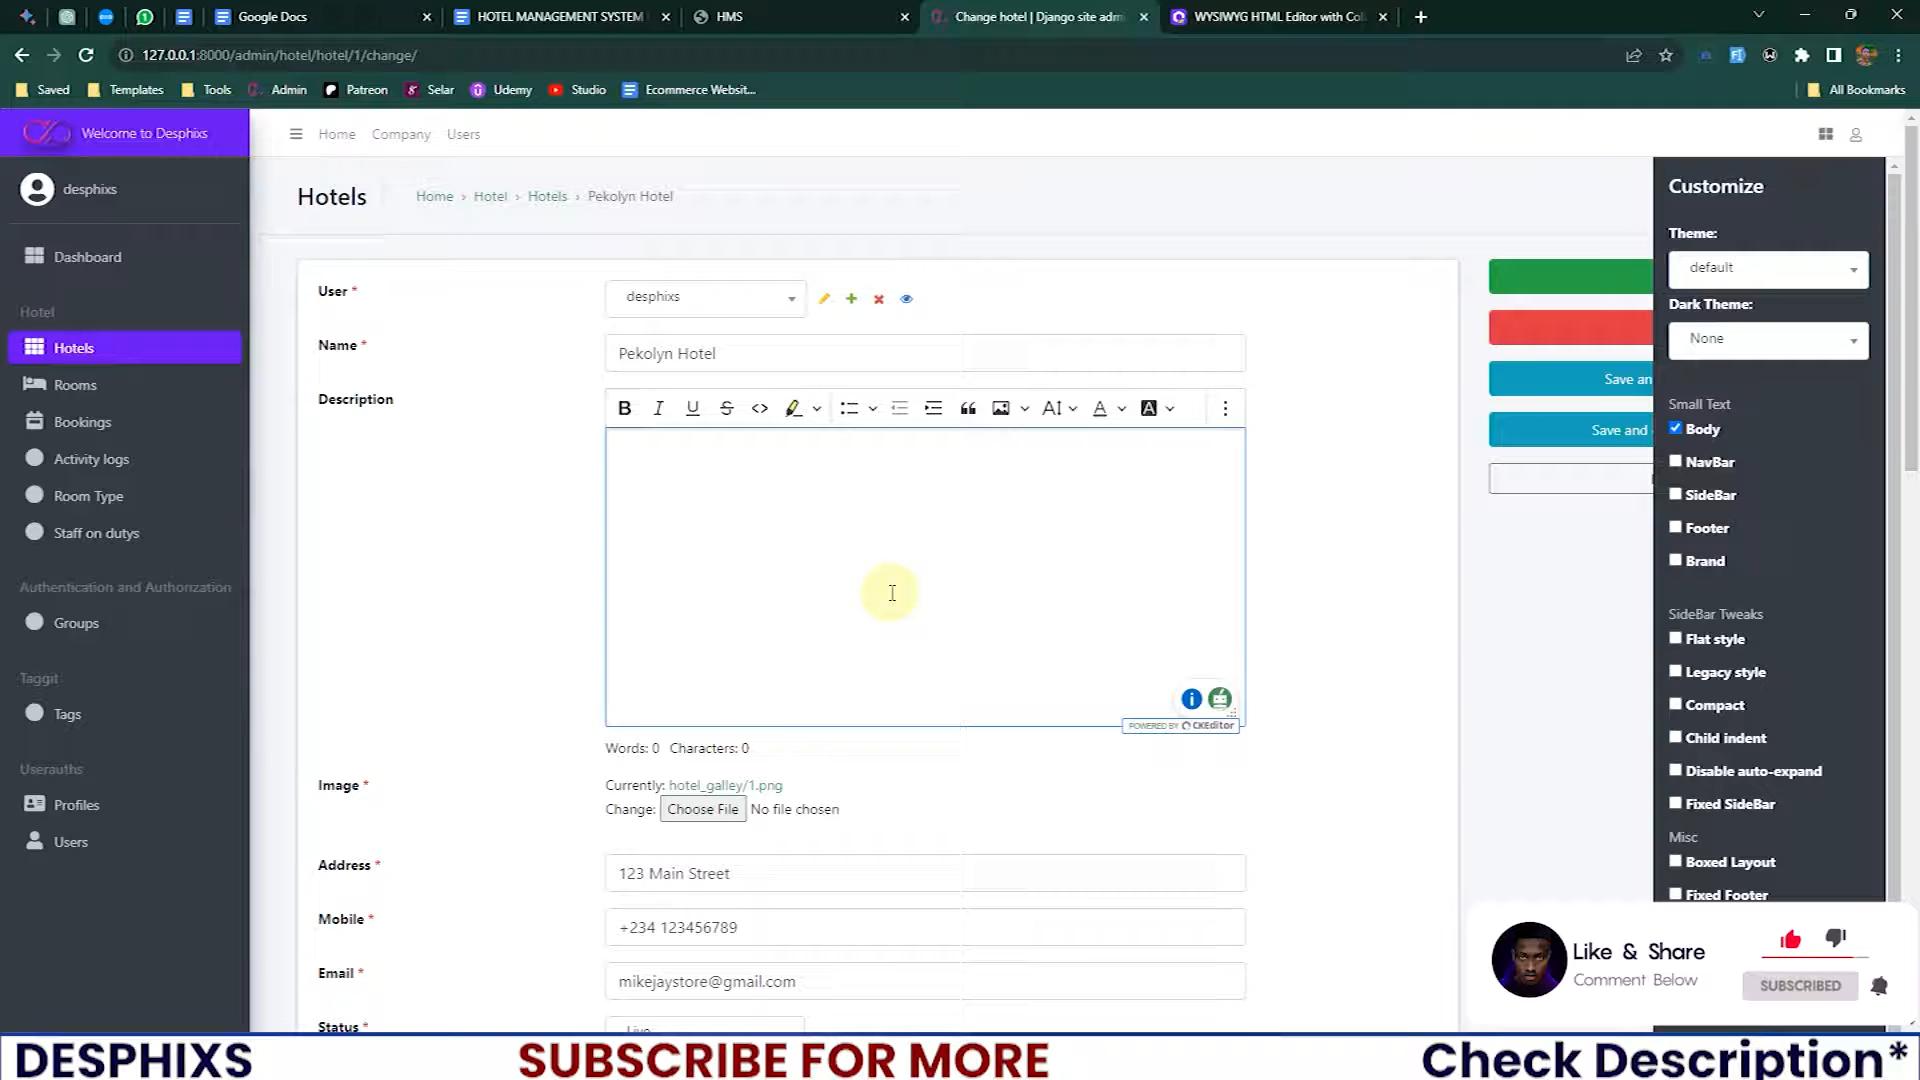 Google Docs
HOTEL MANAGEMENT SYSTEM
HMS
Change hotel | Django site adm
WYSIWYG HTML Editor with Col
127.0.0.1:8000/admin/hotel/hotel/1/change/
Saved
Templates
Tools
Admin
Patreon
Selar
Udemy
Studio
Ecommerce Websit...
All Bookmarks
Welcome to Desphixs
Home
Company
Users
desphixs
Hotels
Home › Hotel › Hotels › Pekolyn Hotel
Customize
Theme:
default
Dark Theme:
None
Dashboard
Hotel
Hotels
Rooms
Bookings
Activity logs
Room Type
Staff on dutys
Authentication and Authorization
Groups
Taggit
Tags
Userauths
Profiles
Users
User *
desphixs
Name *
Pekolyn Hotel
Description
POWERED BY CKEditor
Words: 0 Characters: 0
Image *
Currently: hotel_galley/1.png
Change: Choose File No file chosen
Address *
123 Main Street
Mobile *
+234 123456789
Email *
mikejaystore@gmail.com
Status *
Live
Save an
Save and
Small Text
Body
NavBar
SideBar
Footer
Brand
SideBar Tweaks
Flat style
Legacy style
Compact
Child indent
Disable auto-expand
Fixed SideBar
Misc
Boxed Layout
Fixed Footer
Like & Share
Comment Below
SUBSCRIBED
DESPHIXS
SUBSCRIBE FOR MORE
Check Description*